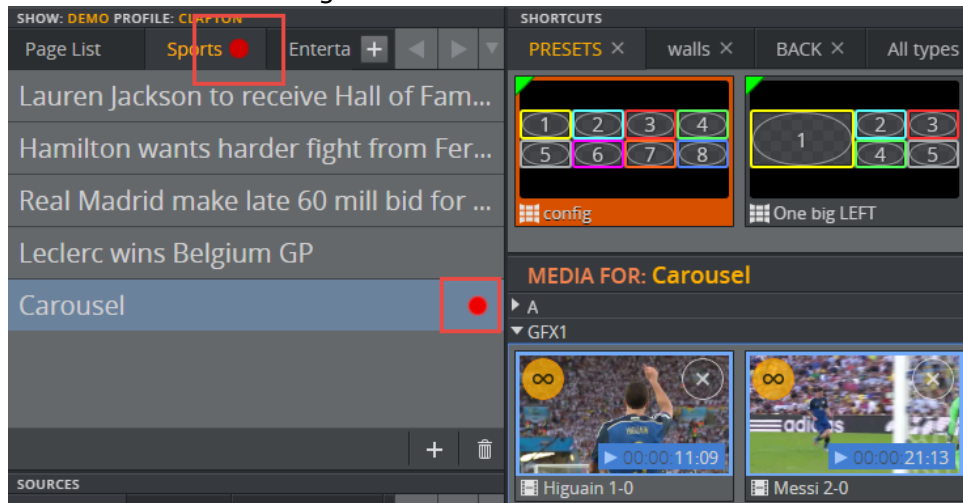 SHOW: DEMO PROFILE: CLAPTON
Page List Sports Enterta +
Lauren Jackson to receive Hall of Fam...
Hamilton wants harder fight from Fer...
Real Madrid make late 60 mill bid for ...
Leclerc wins Belgium GP
Carousel
+
SOURCES
SHORTCUTS
PRESETS × walls × BACK × All types
1 2 3 4
5 6 7 8
config
1 2 3
4 5
One big LEFT
MEDIA FOR: Carousel
A
GFX1
00:00:11:09
Higuain 1-0
adidas
00:00:21:13
Messi 2-0